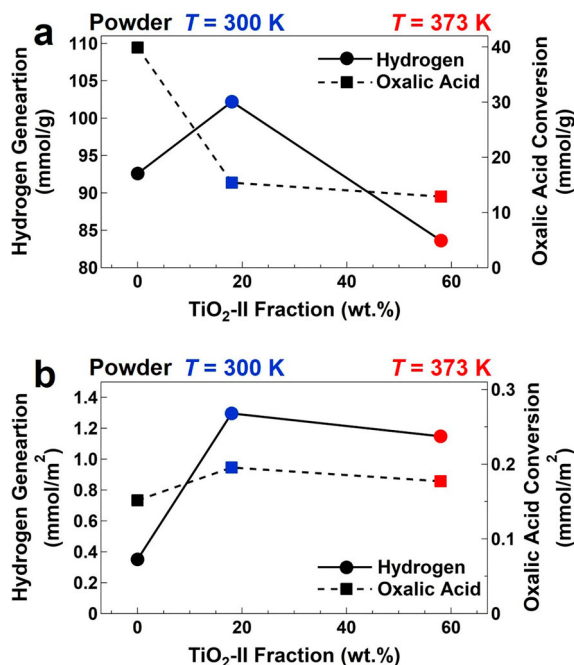 a
Powder T = 300 K T = 373 K
Hydrogen Geneartion
(mmol/g)
110
105
100
95
90
85
80
Hydrogen
Oxalic Acid
40
30
20
10
0
Oxalic Acid Conversion
(mmol/g)
0 20 40 60
TiO₂-II Fraction (wt.%)
b
Powder T = 300 K T = 373 K
Hydrogen Geneartion
(mmol/m²)
1.4
1.2
1.0
0.8
0.6
0.4
0.2
0
Hydrogen
Oxalic Acid
0.3
0.2
0.1
0
Oxalic Acid Conversion
(mmol/m²)
0 20 40 60
TiO₂-II Fraction (wt.%)